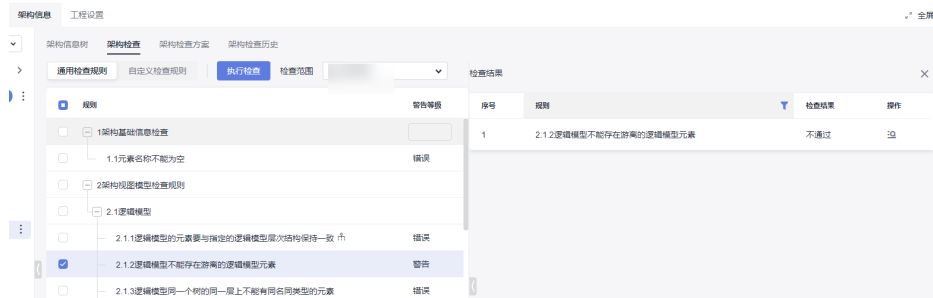 架构信息 工程设置 全屏
架构信息树 架构检查 架构检查方案 架构检查历史
通用检查规则 自定义检查规则 执行检查 检查范围
检查结果
规则 警告等级
序号 规则 检查结果 操作
1架构基础信息检查
1 2.1.2逻辑模型不能存在游离的逻辑模型元素 不通过
1.1元素名称不能为空 错误
2架构视图模型检查规则
2.1逻辑模型
2.1.1逻辑模型的元素要与指定的逻辑模型层次结构保持一致 错误
2.1.2逻辑模型不能存在游离的逻辑模型元素 警告
2.1.3逻辑模型同一个树的同一层上不能有同名同类型的元素 错误